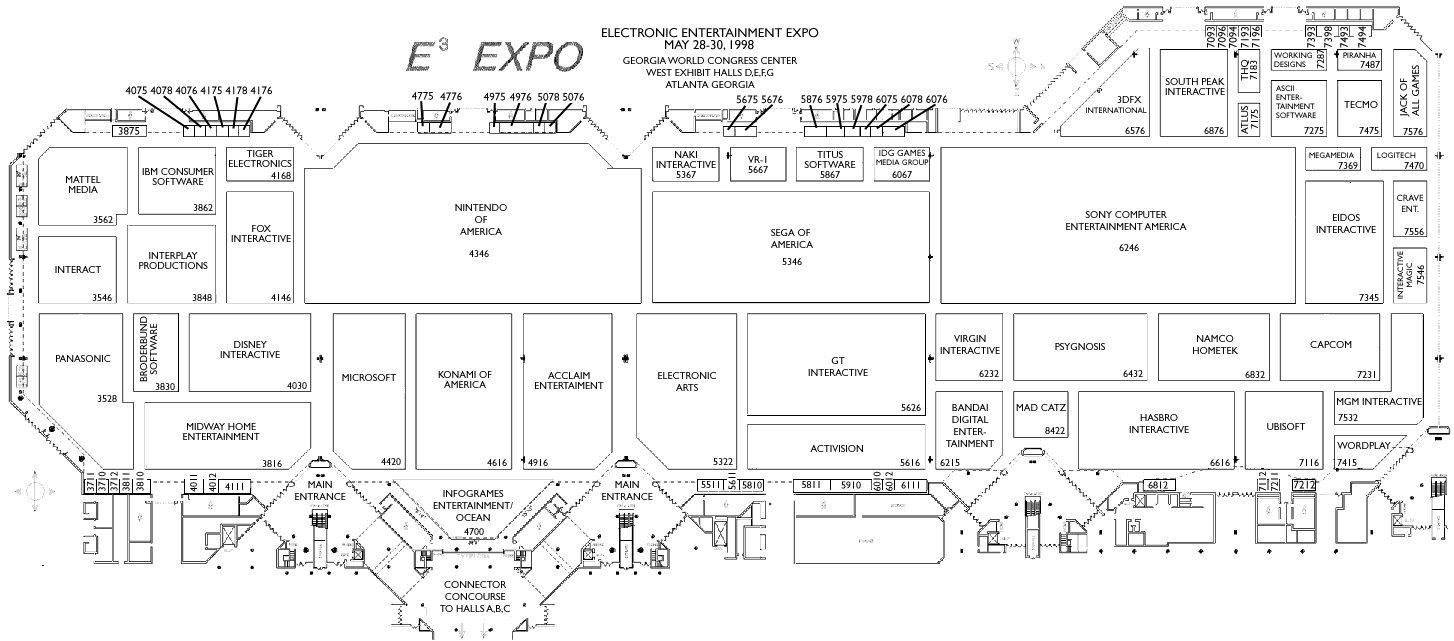 E3 EXPO
ELECTRONIC ENTERTAINMENT EXPO
MAY 28-30, 1998
GEORGIA WORLD CONGRESS CENTER
WEST EXHIBIT HALLS D,E,F,G
ATLANTA GEORGIA
W
S
4075 4078 4076 4175 4178 4176
3875
4775 4776
4975 4976 5078 5076
5675 5676
5876 5975 5978 6075 6078 6076
7093
7096
7094
7193
7196
7393
7398
7493
7494
3DFX
INTERNATIONAL
6576
SOUTH PEAK
INTERACTIVE
6876
THQ
7183
ATLUS
7175
WORKING
DESIGNS
7287
PIRANHA
7487
ASCII
ENTER-
TAINMENT
SOFTWARE
7275
TECMO
7475
JACK OF
ALL GAMES
7576
MATTEL
MEDIA
3562
IBM CONSUMER
SOFTWARE
3862
TIGER
ELECTRONICS
4168
FOX
INTERACTIVE
4146
INTERACT
3546
INTERPLAY
PRODUCTIONS
3848
NINTENDO
OF
AMERICA
4346
NAKI
INTERACTIVE
5367
VR-1
5667
TITUS
SOFTWARE
5867
IDG GAMES
MEDIA GROUP
6067
SEGA OF
AMERICA
5346
SONY COMPUTER
ENTERTAINMENT AMERICA
6246
MEGAMEDIA
7369
LOGITECH
7470
EIDOS
INTERACTIVE
7345
CRAVE
ENT.
7556
INTERACTIVE
MAGIC
7546
PANASONIC
3528
BRODERBUND
SOFTWARE
3830
DISNEY
INTERACTIVE
4030
MIDWAY HOME
ENTERTAINMENT
3816
MICROSOFT
4420
KONAMI OF
AMERICA
4616
ACCLAIM
ENTERTAIMENT
4916
ELECTRONIC
ARTS
5322
GT
INTERACTIVE
5626
ACTIVISION
5616
VIRGIN
INTERACTIVE
6232
PSYGNOSIS
6432
NAMCO
HOMETEK
6832
CAPCOM
7231
BANDAI
DIGITAL
ENTER-
TAINMENT
6215
MAD CATZ
8422
HASBRO
INTERACTIVE
6616
UBISOFT
7116
MGM INTERACTIVE
7532
WORDPLAY
7415
3711
3710
3712
3811
3810
4011
4012
4111
MAIN
ENTRANCE
INFOGRAMES
ENTERTAINMENT/
OCEAN
4700
MAIN
ENTRANCE
5511
5611
5810
5811 5910
6010
6012
6111
6812
7112
7211
7212
CONNECTOR
CONCOURSE
TO HALLS A,B,C